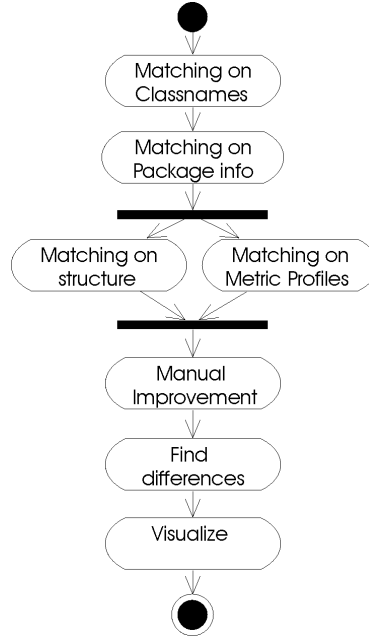 Matching on
Classnames
Matching on
Package info
Matching on
structure
Matching on
Metric Profiles
Manual
Improvement
Find
differences
Visualize